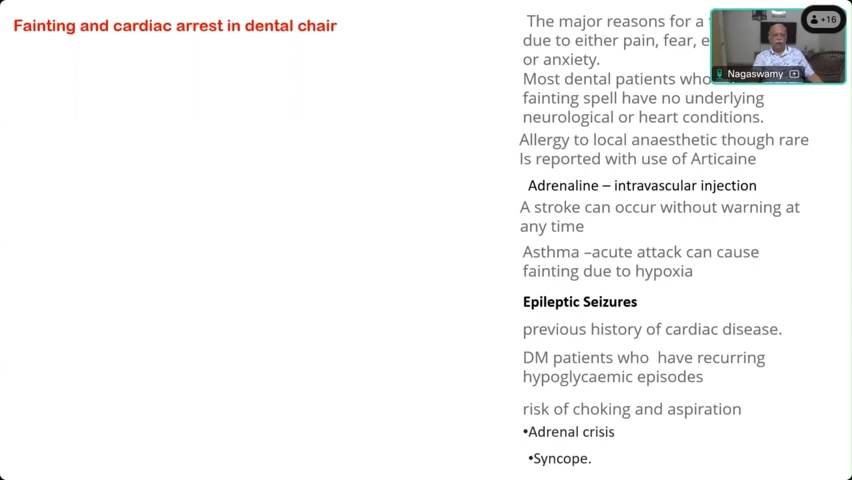 Fainting and cardiac arrest in dental chair
The major reasons for a
due to either pain, fear,
or anxiety.
Most dental patients who
fainting spell have no underlying
neurological or heart conditions.
Allergy to local anaesthetic though rare
Is reported with use of Articaine
Adrenaline – intravascular injection
A stroke can occur without warning at
any time
Asthma –acute attack can cause
fainting due to hypoxia
Epileptic Seizures
previous history of cardiac disease.
DM patients who have recurring
hypoglycaemic episodes
risk of choking and aspiration
•Adrenal crisis
•Syncope.
+16
Nagaswamy